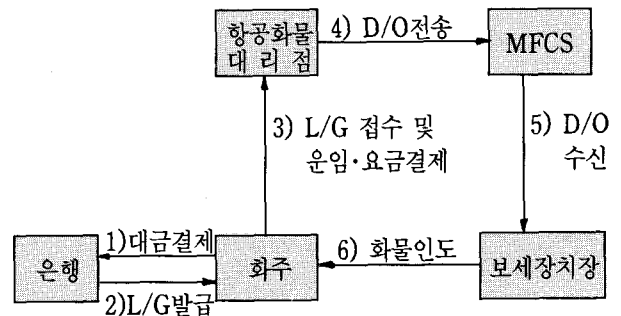 항공화물
대 리 점
4) D/O전송
MFCS
3) L/G 접수 및
운임·요금결제
5) D/O
수신
은행
1)대금결제
2)L/G발급
화주
6) 화물인도
보세장치장